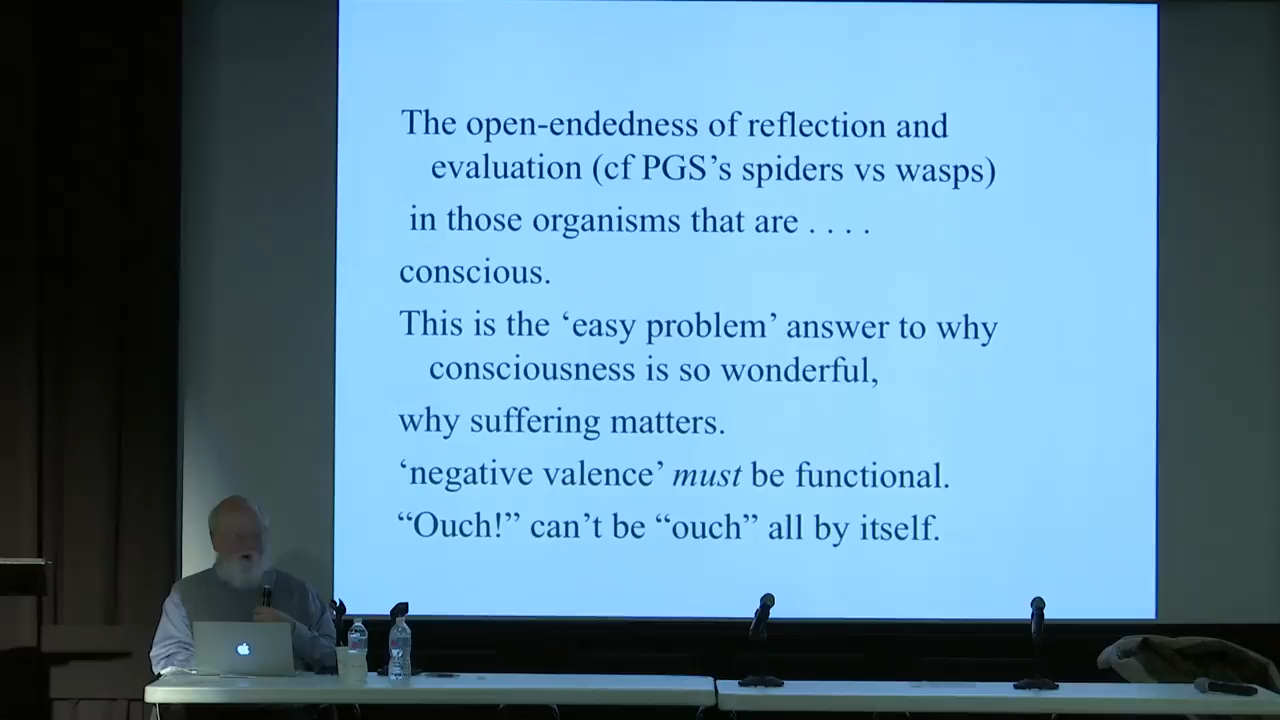 The open-endedness of reflection and
evaluation (cf PGS’s spiders vs wasps)
in those organisms that are . . . .
conscious.
This is the ‘easy problem’ answer to why
consciousness is so wonderful,
why suffering matters.
‘negative valence’ must be functional.
“Ouch!” can’t be “ouch” all by itself.